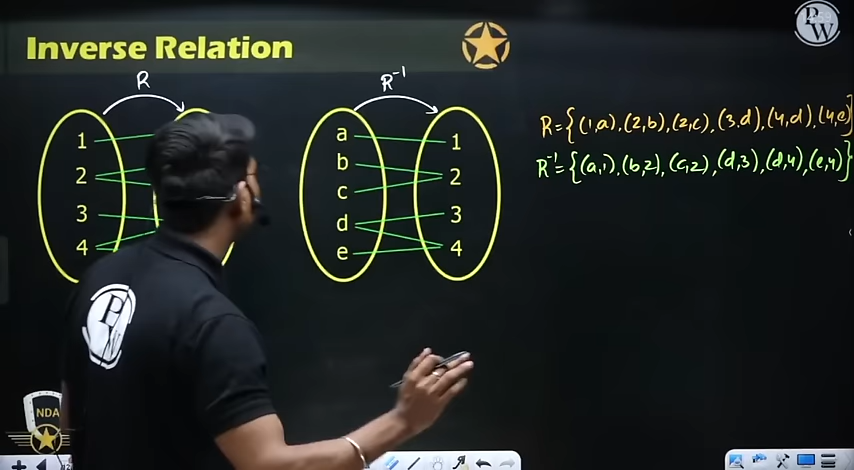 PW
Inverse Relation
R
R⁻¹
1
2
3
4
a
b
c
d
e
1
2
3
4
R={(1,a),(2,b),(2,c),(3,d),(4,d),(4,e)}
R⁻¹={(a,1),(b,2),(c,2),(d,3),(d,4),(e,4)}
PW
NDA